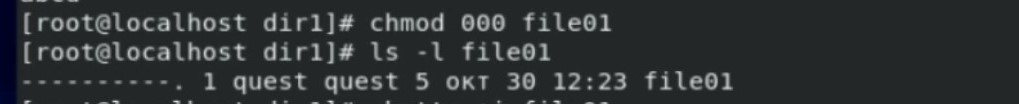 [root@localhost dir1]# chmod 000 file01
[root@localhost dir1]# ls -l file01
----------. 1 quest quest 5 окт 30 12:23 file01